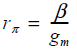 r_π = β / g_m